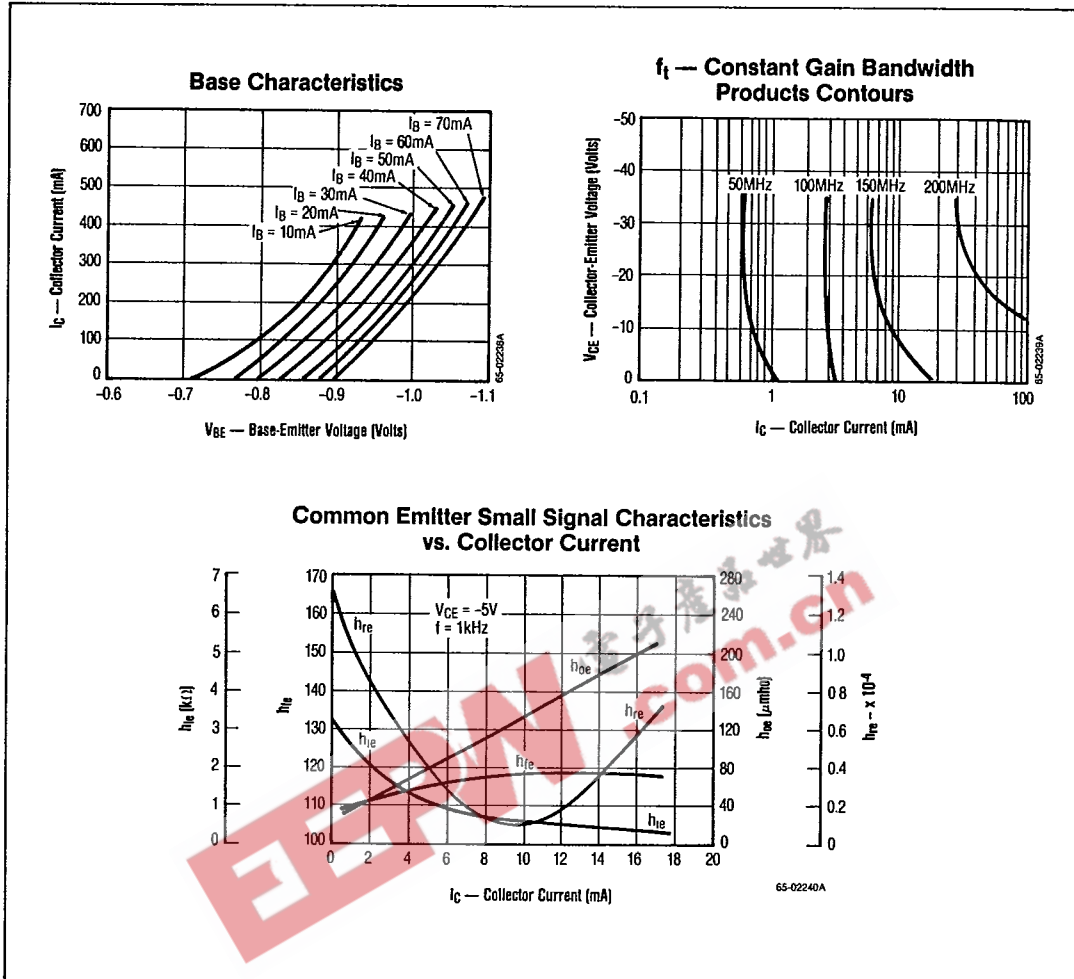 Base Characteristics
700
600
500
400
300
200
100
0
IC — Collector Current (mA)
IB = 70mA
IB = 60mA
IB = 50mA
IB = 40mA
IB = 30mA
IB = 20mA
IB = 10mA
-0.6
-0.7
-0.8
-0.9
-1.0
-1.1
VBE — Base-Emitter Voltage (Volts)
65-02238A
ft — Constant Gain Bandwidth
Products Contours
-50
-40
-30
-20
-10
0
VCE — Collector-Emitter Voltage (Volts)
50MHz
100MHz
150MHz
200MHz
0.1
1
10
100
IC — Collector Current (mA)
65-02239A
Common Emitter Small Signal Characteristics
vs. Collector Current
7
6
5
4
3
2
1
0
hie (kΩ)
170
160
150
140
130
120
110
100
hfe
VCE = -5V
f = 1kHz
hre
hoe
hre
hie
hfe
hie
280
240
200
160
120
80
40
0
hoe (µmho)
1.4
1.2
1.0
0.8
0.6
0.4
0.2
0
hre – x 10-4
0
2
4
6
8
10
12
14
16
18
20
IC — Collector Current (mA)
65-02240A
電子産品世界
EEPW.com.cn